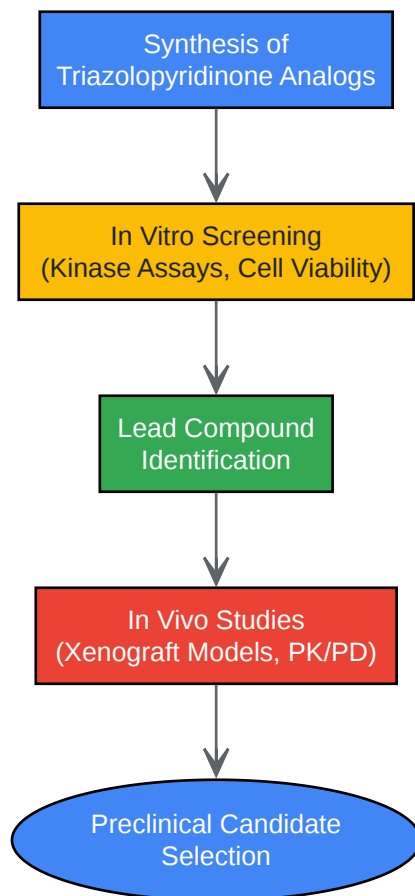 Synthesis of
Triazolopyridinone Analogs
In Vitro Screening
(Kinase Assays, Cell Viability)
Lead Compound
Identification
In Vivo Studies
(Xenograft Models, PK/PD)
Preclinical Candidate
Selection